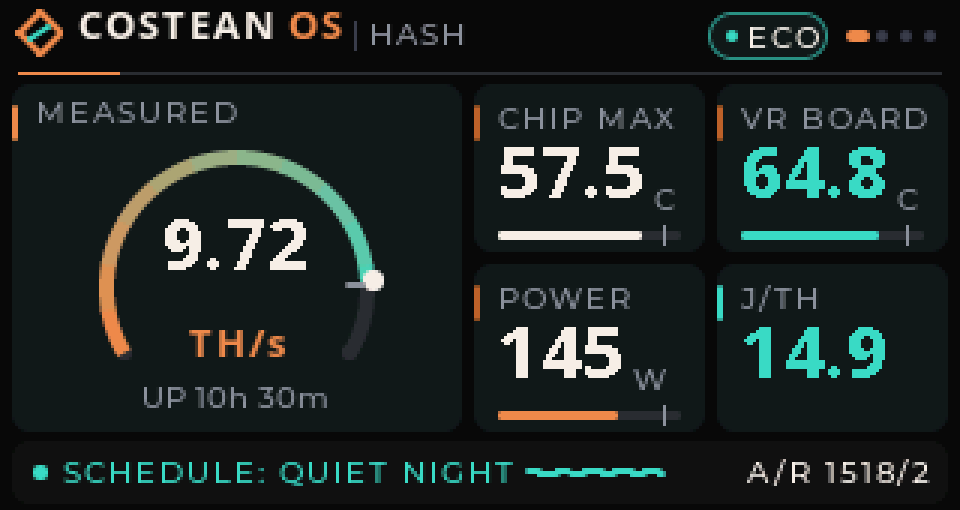 COSTEAN OS | HASH
ECO
MEASURED
9.72
TH/s
UP 10h 30m
CHIP MAX
57.5 C
VR BOARD
64.8 C
POWER
145 W
J/TH
14.9
SCHEDULE: QUIET NIGHT
A/R 1518/2